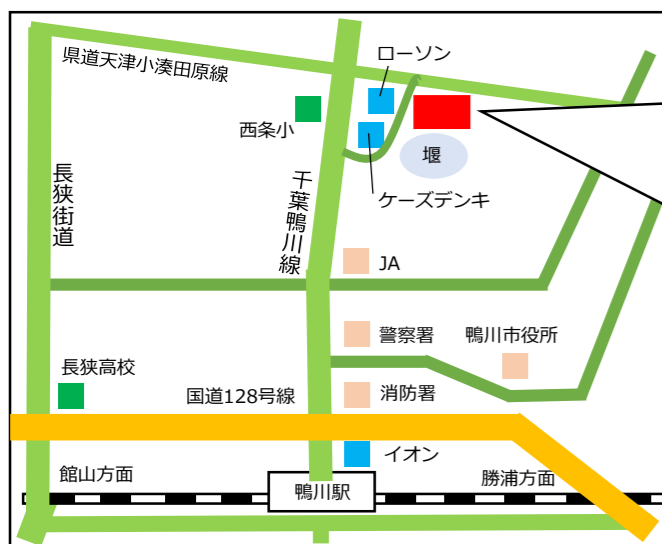 ローソン
県道天津小湊田原線
西条小
堰
ケーズデンキ
長狭街道
千葉鴨川線
JA
警察署
鴨川市役所
長狭高校
国道128号線
消防署
イオン
館山方面
鴨川駅
勝浦方面